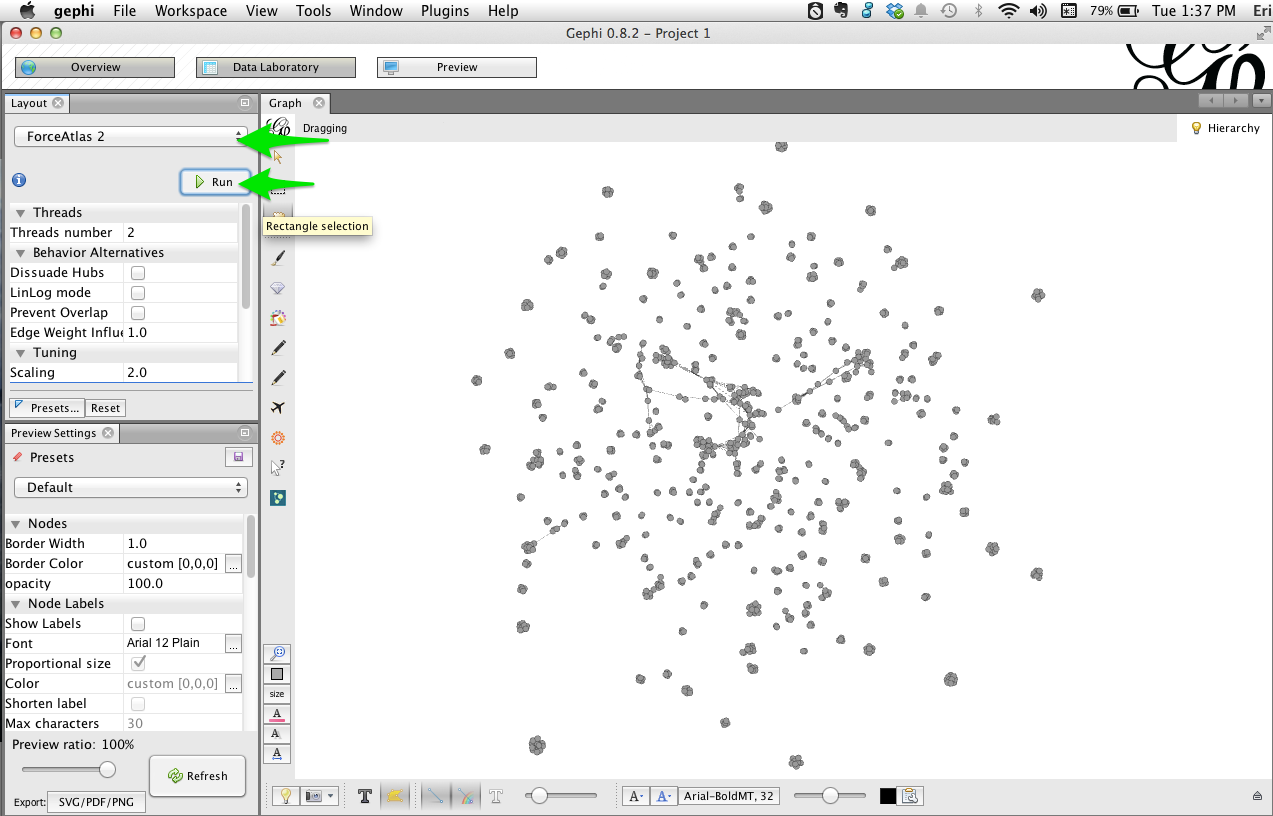 gephi File Workspace View Tools Window Plugins Help 79% Tue 1:37 PM Eri
Gephi 0.8.2 – Project 1
Overview Data Laboratory Preview
Layout Graph
ForceAtlas 2 Dragging Hierarchy
Run
Rectangle selection
Threads
Threads number 2
Behavior Alternatives
Dissuade Hubs
LinLog mode
Prevent Overlap
Edge Weight Influe 1.0
Tuning
Scaling 2.0
Presets... Reset
Preview Settings
Presets
Default
Nodes
Border Width 1.0
Border Color custom [0,0,0] ...
opacity 100.0
Node Labels
Show Labels
Font Arial 12 Plain ...
Proportional size
Color custom [0,0,0] ...
Shorten label
Max characters 30
size
A
A
A
Preview ratio: 100%
Refresh
Export: SVG/PDF/PNG
T T A- A- Arial-BoldMT, 32